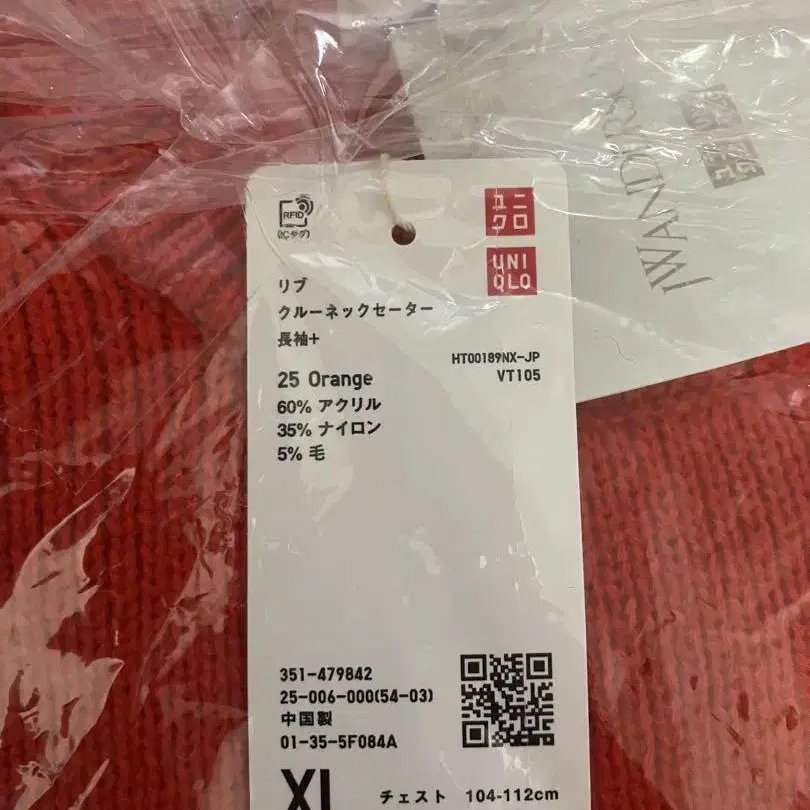 RFID
(ICタグ)
ユニ
クロ
UNI
QLO
リブ
クルーネックセーター
長袖+
HT00189NX-JP
VT105
25 Orange
60% アクリル
35% ナイロン
5% 毛
351-479842
25-006-000(54-03)
中国製
01-35-5F084A
XL
チェスト 104-112cm
JWANDERS